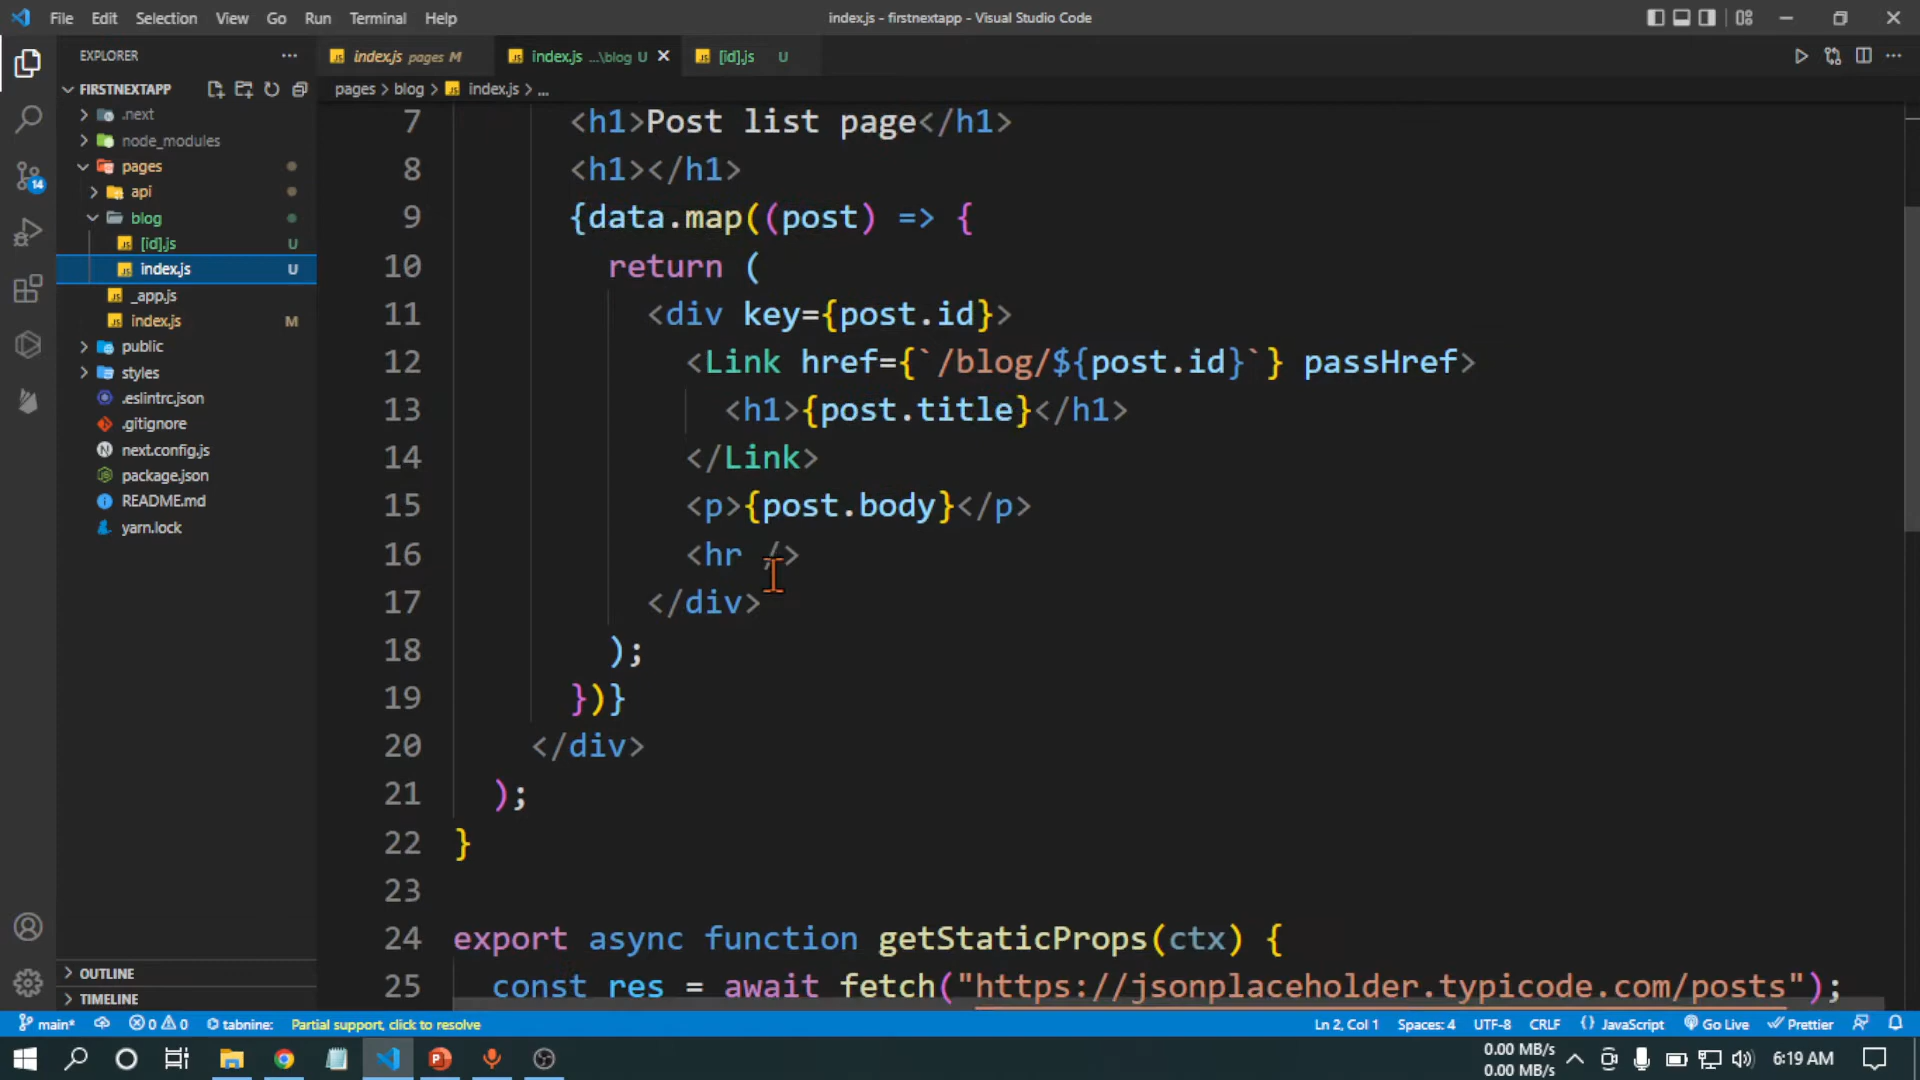 File Edit Selection View Go Run Terminal Help
index.js - firstnextapp - Visual Studio Code
EXPLORER
FIRSTNEXTAPP
.next
node_modules
pages
api
blog
[id].js U
index.js U
_app.js
index.js M
public
styles
.eslintrc.json
.gitignore
next.config.js
package.json
README.md
yarn.lock
OUTLINE
TIMELINE
14
index.js pages M
index.js ...\blog U
[id].js U
pages > blog > index.js > ...
7 <h1>Post list page</h1>
8 <h1></h1>
9 {data.map((post) => {
10 return (
11 <div key={post.id}>
12 <Link href={`/blog/${post.id}`} passHref>
13 <h1>{post.title}</h1>
14 </Link>
15 <p>{post.body}</p>
16 <hr />
17 </div>
18 );
19 })}
20 </div>
21 );
22 }
23
24 export async function getStaticProps(ctx) {
25 const res = await fetch("https://jsonplaceholder.typicode.com/posts");
main* 0 0 tabnine: Partial support, click to resolve
Ln 2, Col 1 Spaces: 4 UTF-8 CRLF {} JavaScript Go Live Prettier
0.00 MB/s
0.00 MB/s
6:19 AM